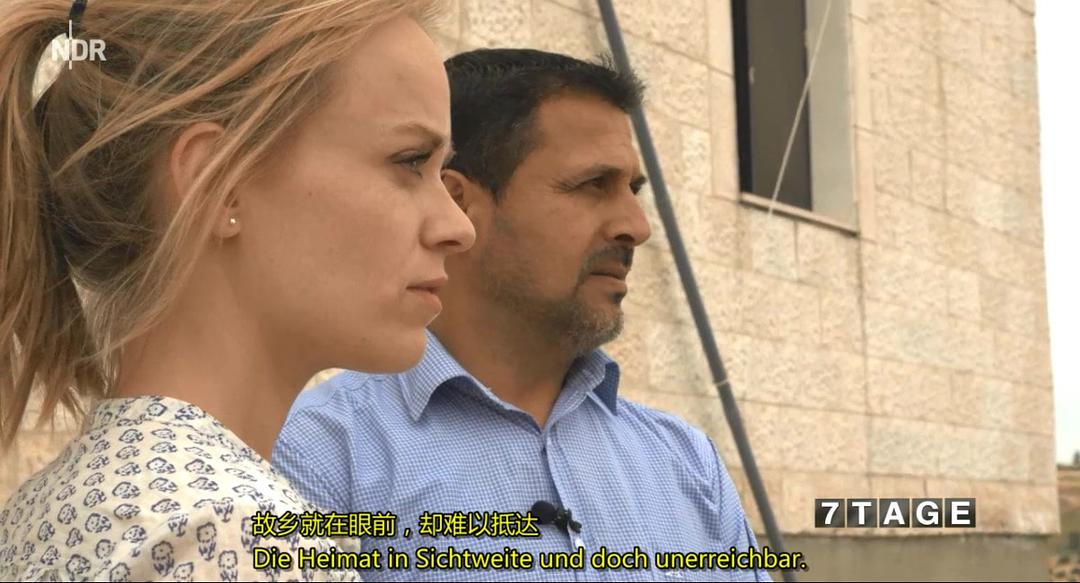 NDR
7TAGE
故乡就在眼前，却难以抵达
Die Heimat in Sichtweite und doch unerreichbar.